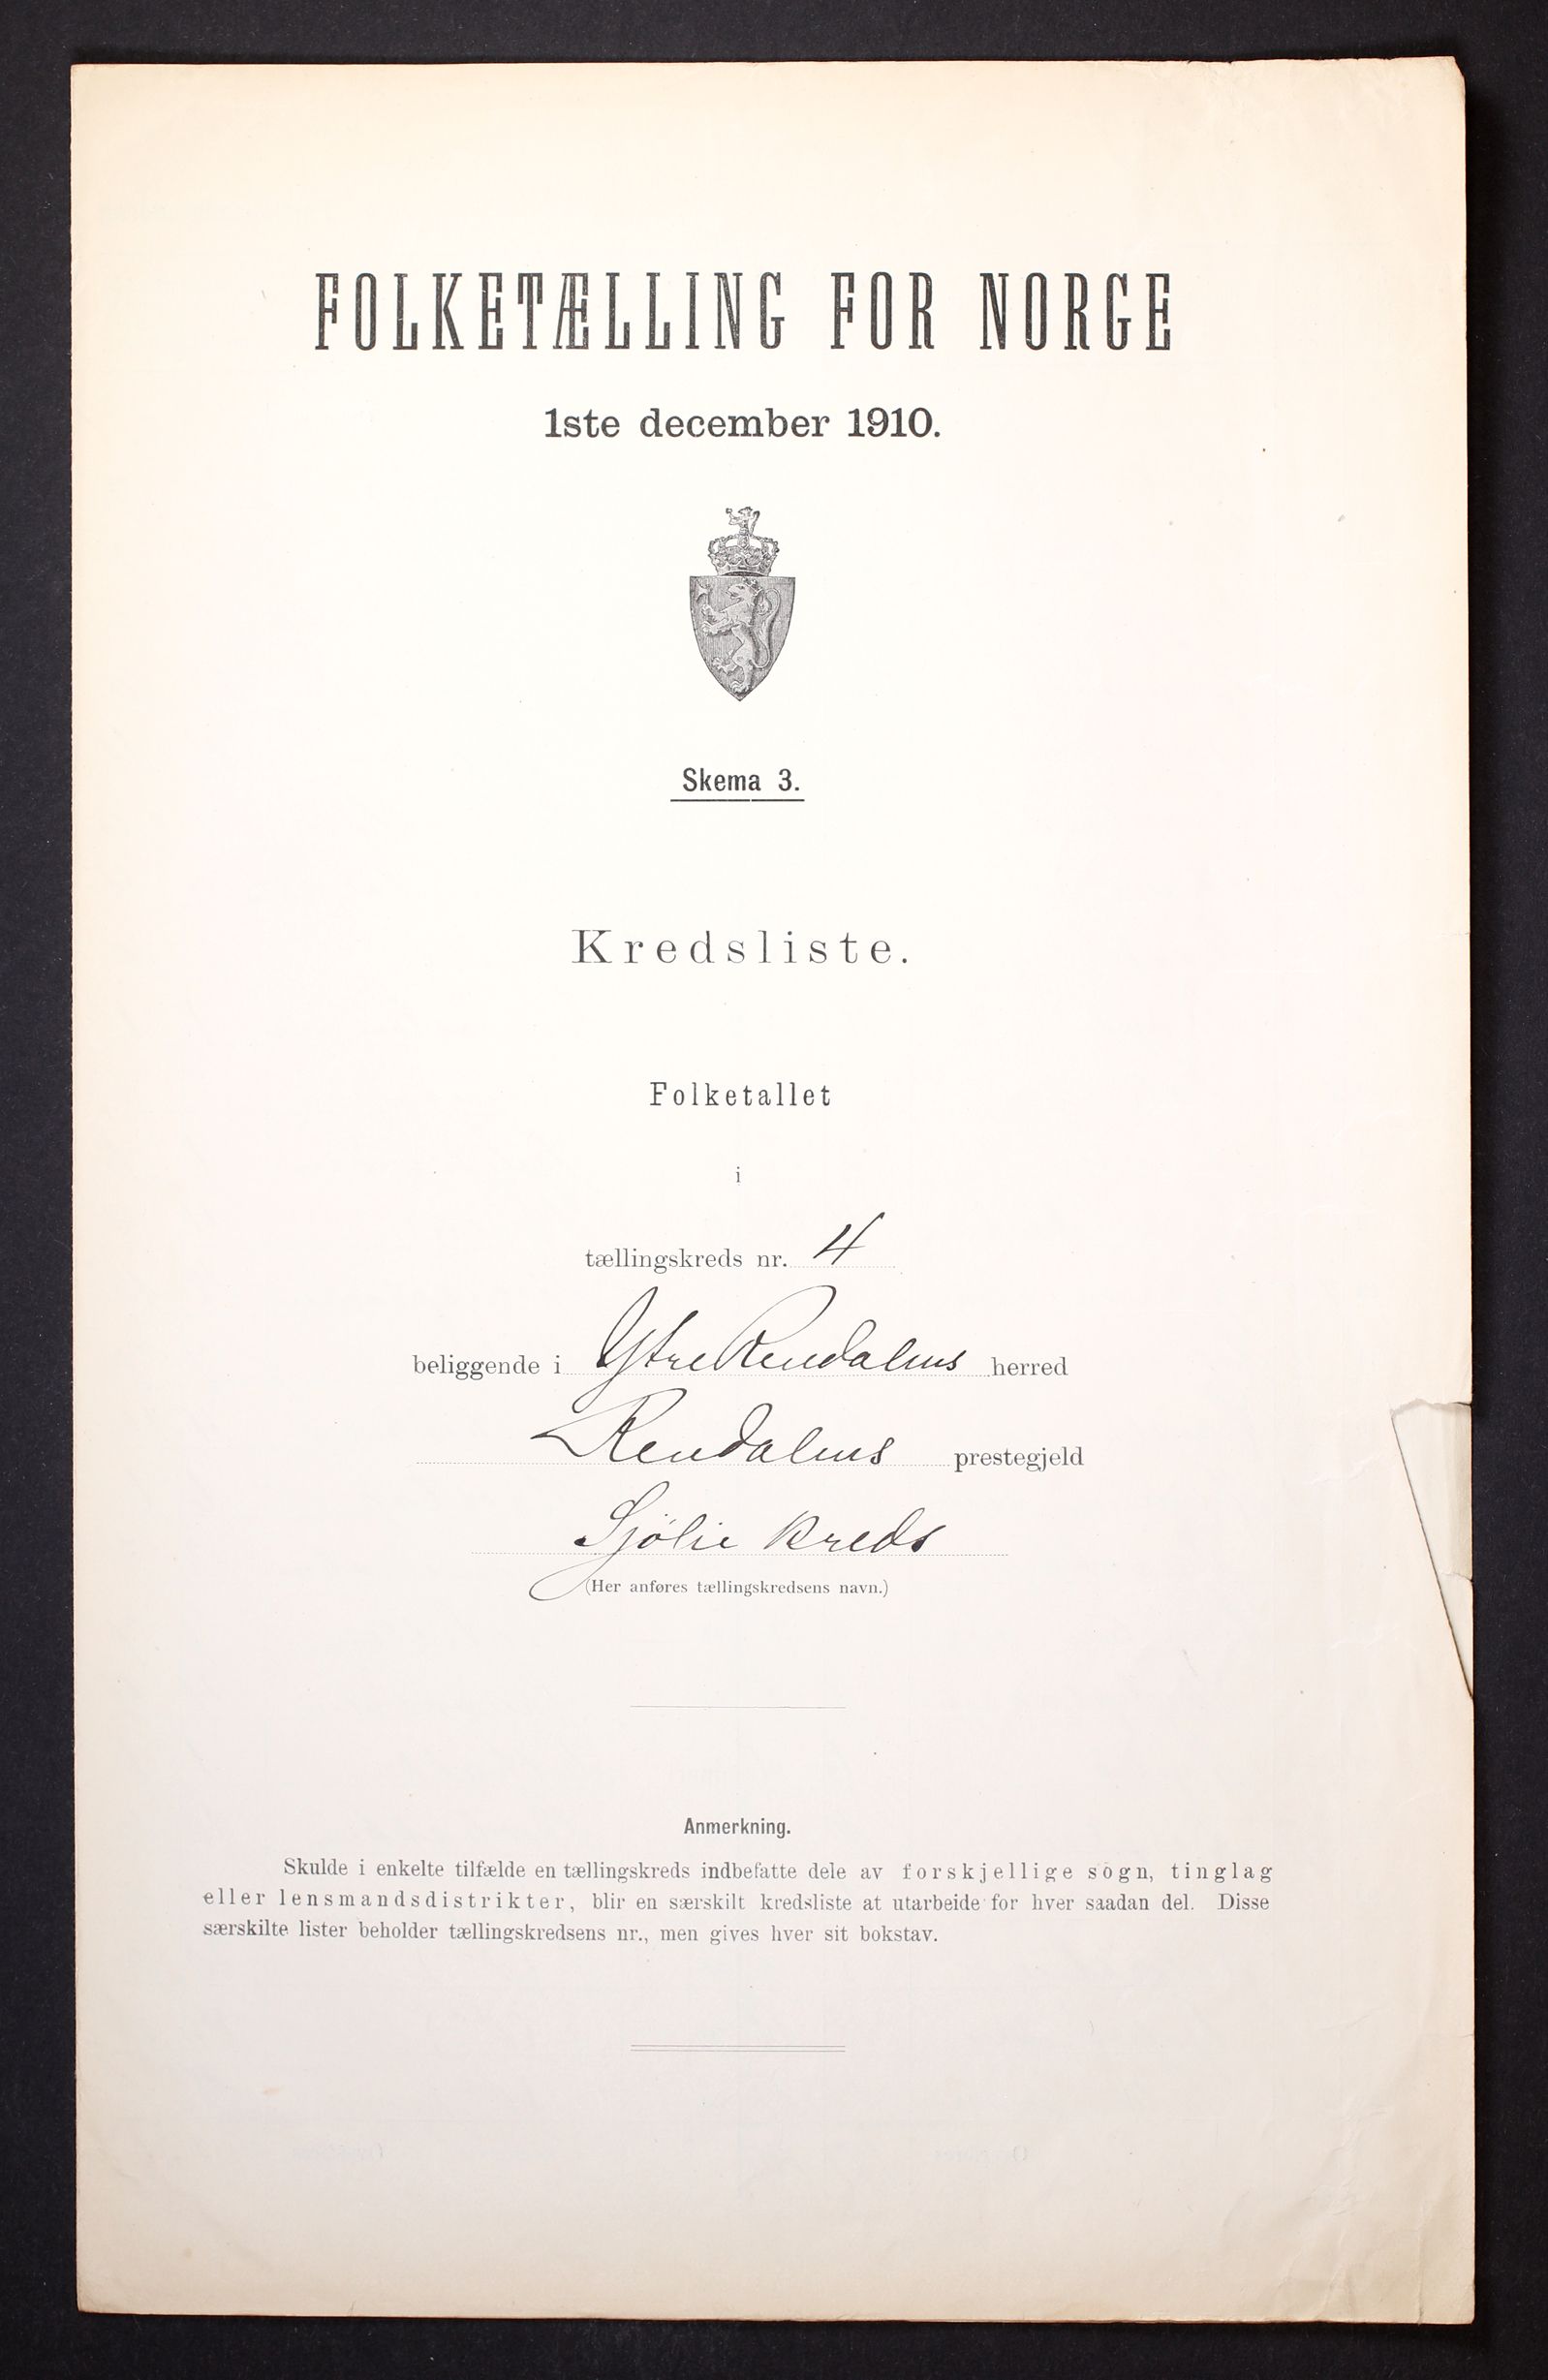 FOLKETÆLLING FOR NORGE
1ste december 1910.
Skema 3.
Kredsliste.
Folketallet
i
tællingskreds nr. 4
beliggende i Ytre Rendalens herred
Rendalens prestegjeld
Sjölie kreds
(Her anføres tællingskredsens navn.)
Anmerkning.
Skulde i enkelte tilfælde en tællingskreds indbefatte dele av forskjellige sogn, tinglag
eller lensmandsdistrikter, blir en særskilt kredsliste at utarbeide for hver saadan del. Disse
særskilte lister beholder tællingskredsens nr., men gives hver sit bokstav.